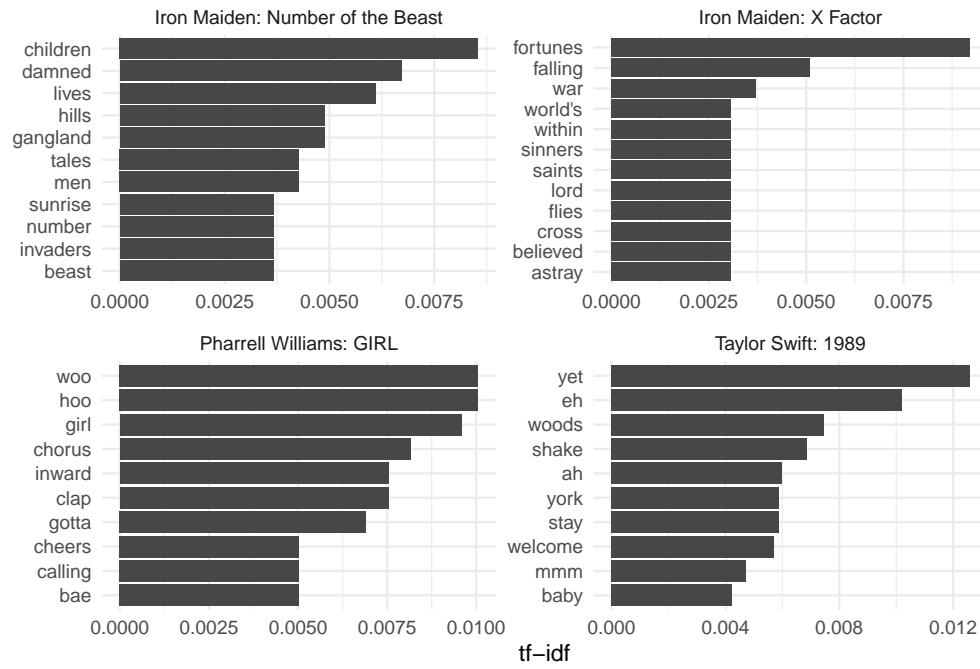 Iron Maiden: Number of the Beast
children
damned
lives
hills
gangland
tales
men
sunrise
number
invaders
beast
0.0000 0.0025 0.0050 0.0075
Iron Maiden: X Factor
fortunes
falling
war
world's
within
sinners
saints
lord
flies
cross
believed
astray
0.0000 0.0025 0.0050 0.0075
Pharrell Williams: GIRL
woo
hoo
girl
chorus
inward
clap
gotta
cheers
calling
bae
0.0000 0.0025 0.0050 0.0075 0.0100
Taylor Swift: 1989
yet
eh
woods
shake
ah
york
stay
welcome
mmm
baby
0.000 0.004 0.008 0.012
tf−idf